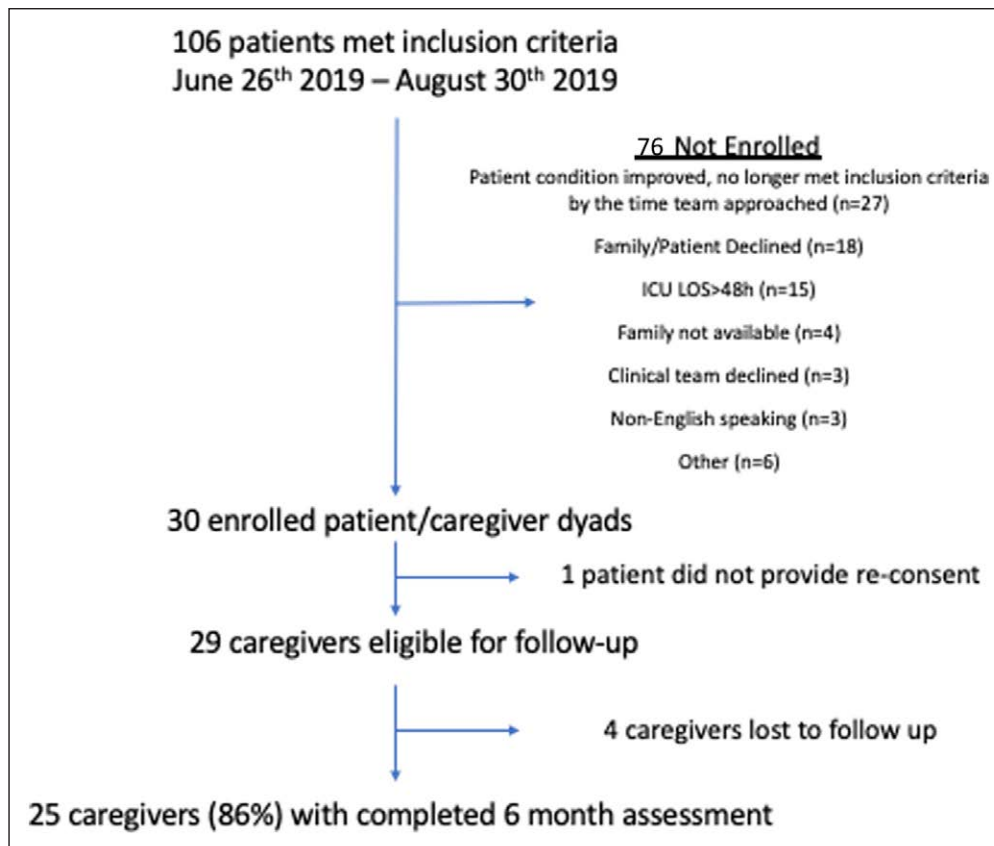 106 patients met inclusion criteria
June 26th 2019 – August 30th 2019
76 Not Enrolled
Patient condition improved, no longer met inclusion criteria
by the time team approached (n=27)
Family/Patient Declined (n=18)
ICU LOS>48h (n=15)
Family not available (n=4)
Clinical team declined (n=3)
Non-English speaking (n=3)
Other (n=6)
30 enrolled patient/caregiver dyads
1 patient did not provide re-consent
29 caregivers eligible for follow-up
4 caregivers lost to follow up
25 caregivers (86%) with completed 6 month assessment